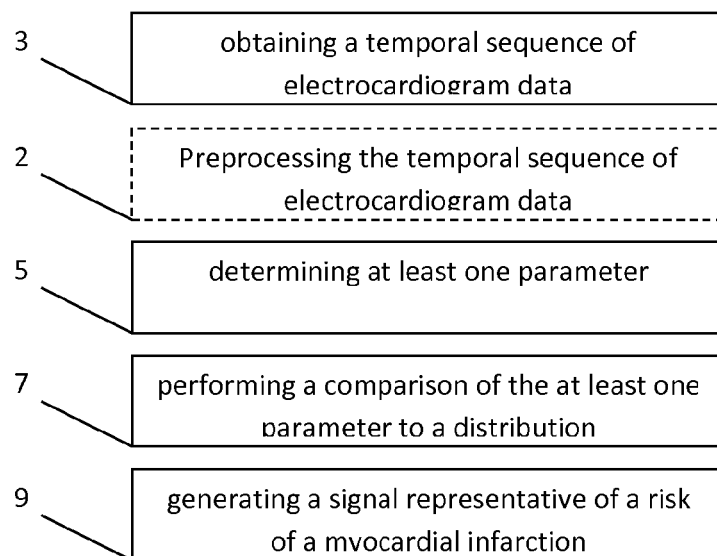 3
obtaining a temporal sequence of
electrocardiogram data
2
Preprocessing the temporal sequence of
electrocardiogram data
5
determining at least one parameter
7
performing a comparison of the at least one
parameter to a distribution
9
generating a signal representative of a risk
of a myocardial infarction